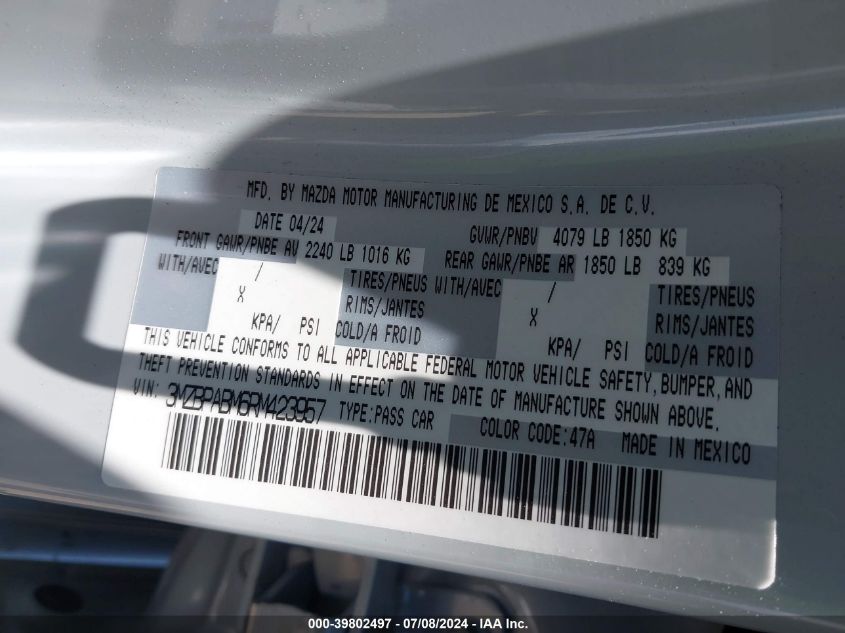 MFD. BY MAZDA MOTOR MANUFACTURING DE MEXICO S.A. DE C.V.
DATE 04/24 GVWR/PNBV 4079 LB 1850 KG
FRONT GAWR/PNBE AV 2240 LB 1016 KG REAR GAWR/PNBE AR 1850 LB 839 KG
WITH/AVEC / TIRES/PNEUS WITH/AVEC / TIRES/PNEUS
X RIMS/JANTES X RIMS/JANTES
KPA/ PSI COLD/A FROID KPA/ PSI COLD/A FROID
THIS VEHICLE CONFORMS TO ALL APPLICABLE FEDERAL MOTOR VEHICLE SAFETY, BUMPER, AND
THEFT PREVENTION STANDARDS IN EFFECT ON THE DATE OF MANUFACTURE SHOWN ABOVE.
VIN: 3MZBPABM6RM423957 TYPE:PASS CAR COLOR CODE:47A MADE IN MEXICO
000-39802497 - 07/08/2024 - IAA Inc.